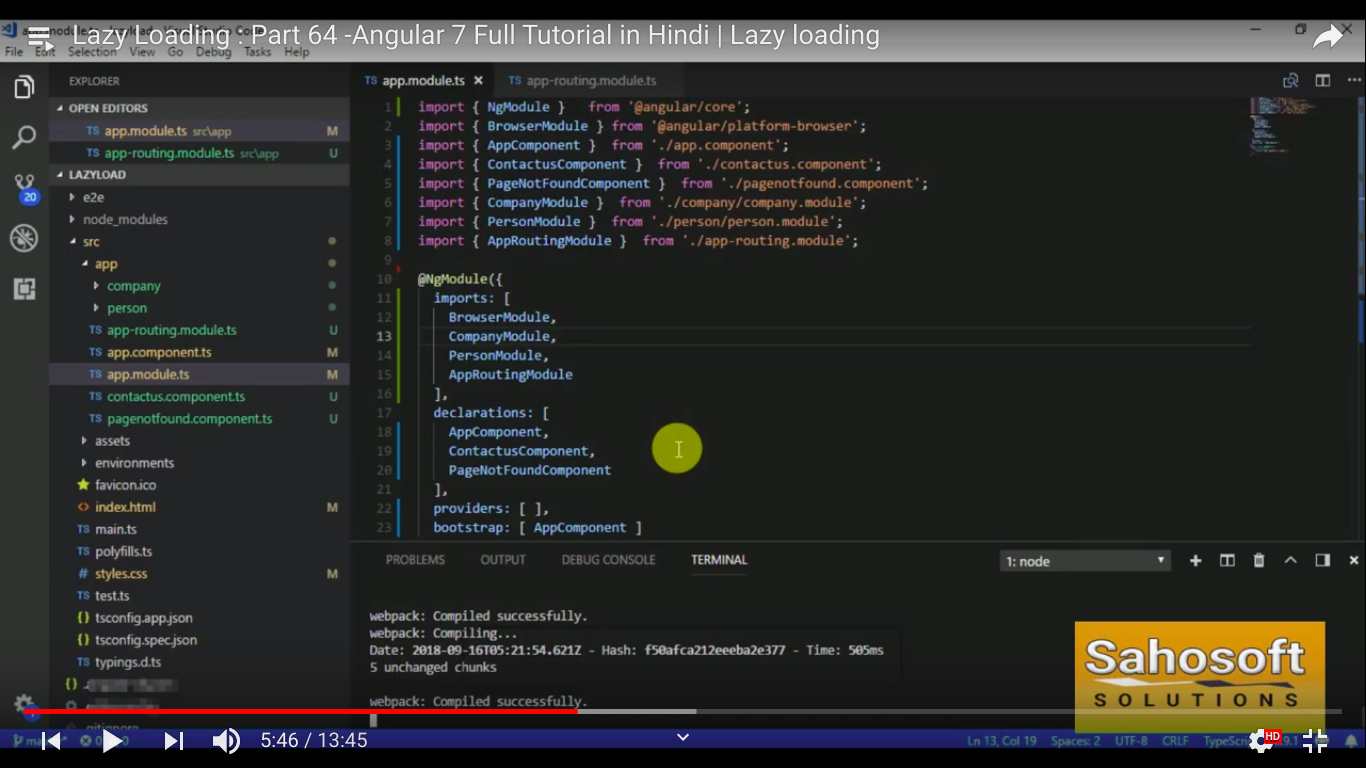 Lazy Loading : Part 64 -Angular 7 Full Tutorial in Hindi | Lazy loading
File Edit Selection View Go Debug Tasks Help
EXPLORER
OPEN EDITORS
TS app.module.ts src\app M
TS app-routing.module.ts src\app U
LAZYLOAD
e2e
node_modules
src
app
company
person
TS app-routing.module.ts U
TS app.component.ts M
TS app.module.ts M
TS contactus.component.ts U
TS pagenotfound.component.ts U
assets
environments
favicon.ico
<> index.html M
TS main.ts
TS polyfills.ts
# styles.css M
TS test.ts
{} tsconfig.app.json
{} tsconfig.spec.json
TS typings.d.ts
{}
.gitignore
20
TS app.module.ts × TS app-routing.module.ts
1 import { NgModule } from '@angular/core';
2 import { BrowserModule } from '@angular/platform-browser';
3 import { AppComponent } from './app.component';
4 import { ContactusComponent } from './contactus.component';
5 import { PageNotFoundComponent } from './pagenotfound.component';
6 import { CompanyModule } from './company/company.module';
7 import { PersonModule } from './person/person.module';
8 import { AppRoutingModule } from './app-routing.module';
9
10 @NgModule({
11 imports: [
12 BrowserModule,
13 CompanyModule,
14 PersonModule,
15 AppRoutingModule
16 ],
17 declarations: [
18 AppComponent,
19 ContactusComponent,
20 PageNotFoundComponent
21 ],
22 providers: [ ],
23 bootstrap: [ AppComponent ]
PROBLEMS OUTPUT DEBUG CONSOLE TERMINAL 1: node
webpack: Compiled successfully.
webpack: Compiling...
Date: 2018-09-16T05:21:54.621Z - Hash: f50afca212eeeba2e377 - Time: 505ms
5 unchanged chunks
webpack: Compiled successfully.
Sahosoft
SOLUTIONS
5:46 / 13:45
HD
Ln 13, Col 19 Spaces: 2 UTF-8 CRLF